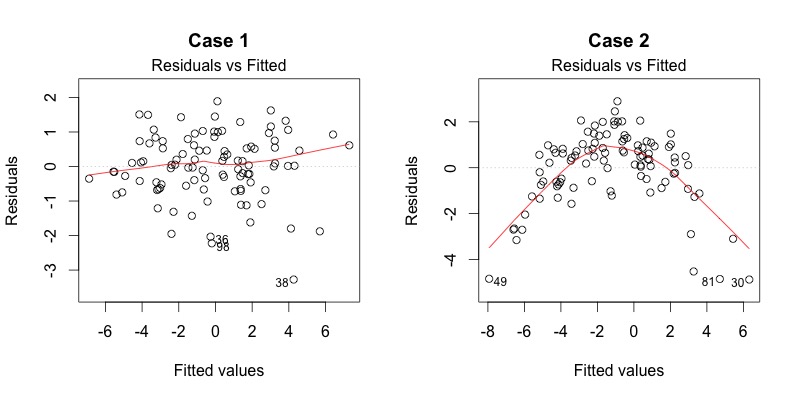 Case 1
Residuals vs Fitted
Residuals
2
1
0
-1
-2
-3
36
98
38
-6 -4 -2 0 2 4 6
Fitted values
Case 2
Residuals vs Fitted
Residuals
2
0
-2
-4
49
81
30
-8 -6 -4 -2 0 2 4 6
Fitted values